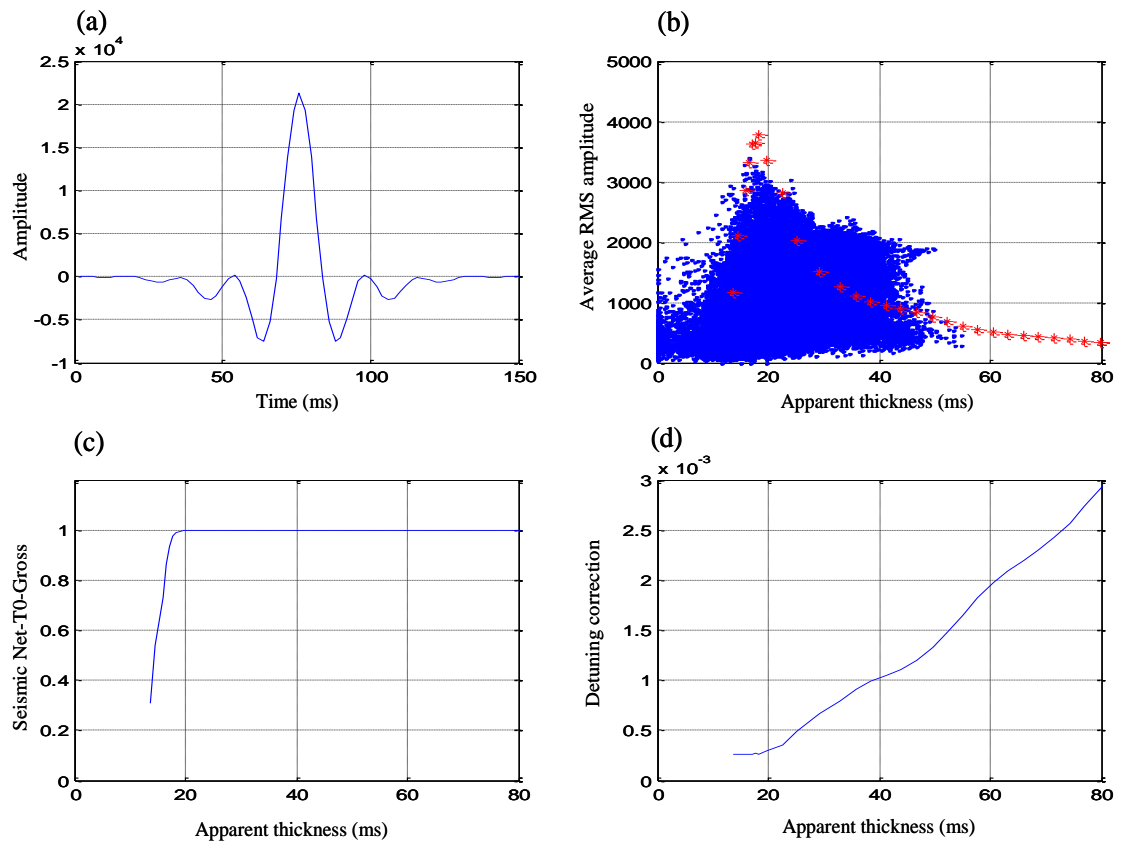 (a)
x 10^4
2.5
2
1.5
1
0.5
0
-0.5
-1
0 50 100 150
Amplitude
Time (ms)
(b)
5000
4000
3000
2000
1000
0
0 20 40 60 80
Average RMS amplitude
Apparent thickness (ms)
(c)
1
0.8
0.6
0.4
0.2
0
0 20 40 60 80
Seismic Net-T0-Gross
Apparent thickness (ms)
(d)
x 10^-3
3
2.5
2
1.5
1
0.5
0
0 20 40 60 80
Detuning correction
Apparent thickness (ms)